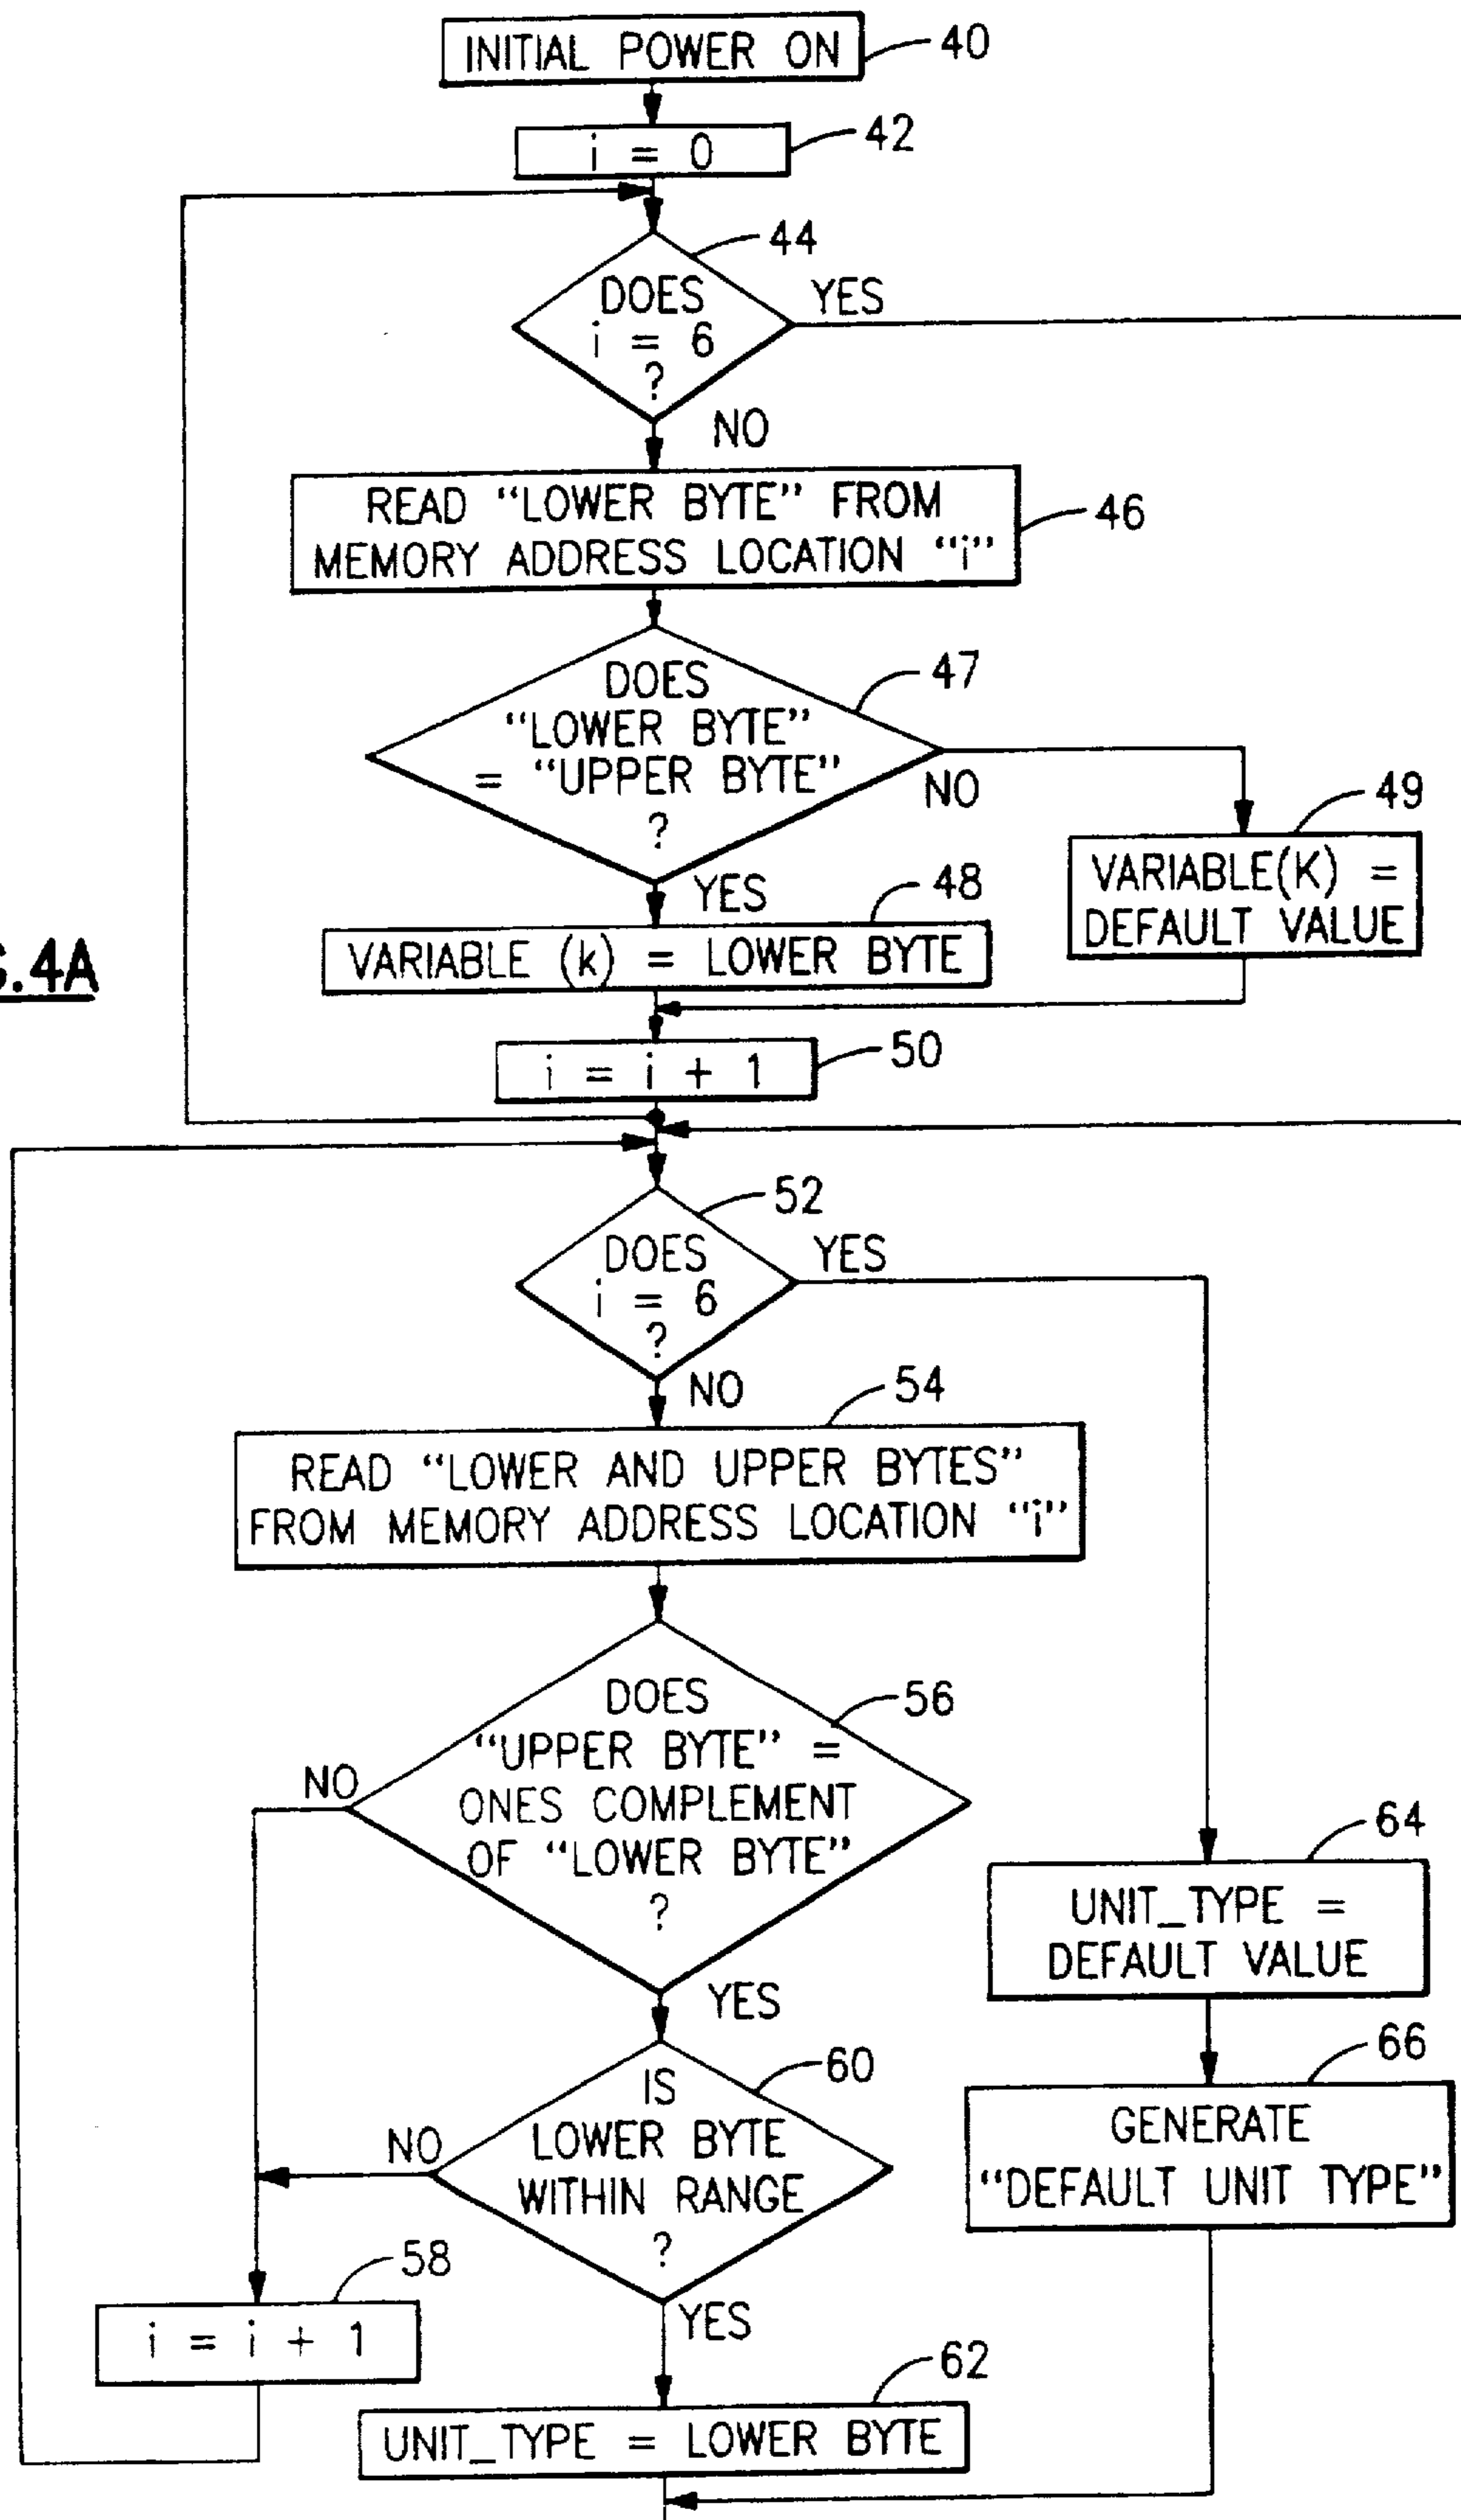 INITIAL POWER ON
40
i = 0
42
44
DOES
i = 6
?
YES
NO
READ “LOWER BYTE” FROM
MEMORY ADDRESS LOCATION “i”
46
DOES
“LOWER BYTE”
= “UPPER BYTE”
?
47
NO
49
VARIABLE(K) =
DEFAULT VALUE
YES
48
VARIABLE (k) = LOWER BYTE
.4A
i = i + 1
50
52
DOES
i = 6
?
YES
NO
54
READ “LOWER AND UPPER BYTES”
FROM MEMORY ADDRESS LOCATION “i”
DOES
“UPPER BYTE” =
ONES COMPLEMENT
OF “LOWER BYTE”
?
56
NO
YES
64
UNIT_TYPE =
DEFAULT VALUE
60
IS
LOWER BYTE
WITHIN RANGE
?
NO
YES
66
GENERATE
“DEFAULT UNIT TYPE”
58
i = i + 1
62
UNIT_TYPE = LOWER BYTE